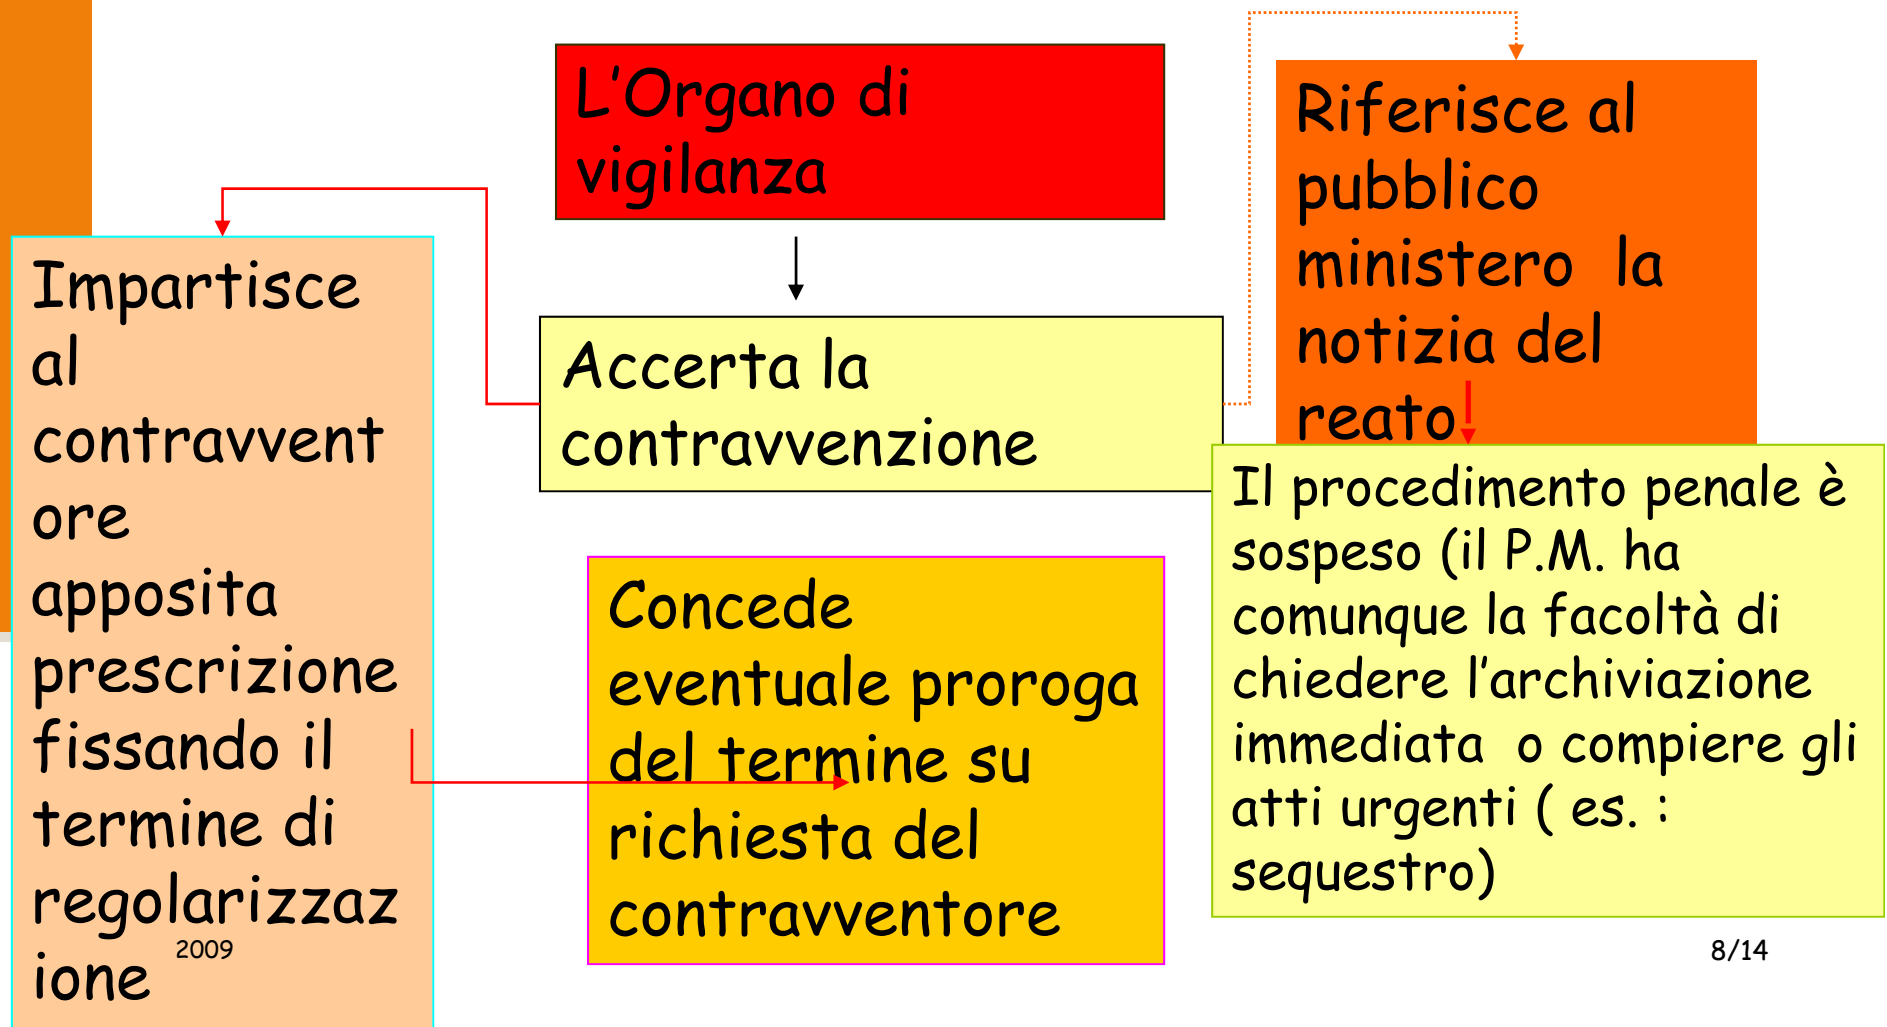 L'Organo di
vigilanza
Riferisce al
pubblico
ministero la
notizia del
reato
Impartisce
al
contravvent
ore
apposita
prescrizione
fissando il
termine di
regolarizzaz
ione
Accerta la
contravvenzione
Concede
eventuale proroga
del termine su
richiesta del
contravventore
Il procedimento penale è
sospeso (il P.M. ha
comunque la facoltà di
chiedere l'archiviazione
immediata o compiere gli
atti urgenti ( es. :
sequestro)
2009
8/14